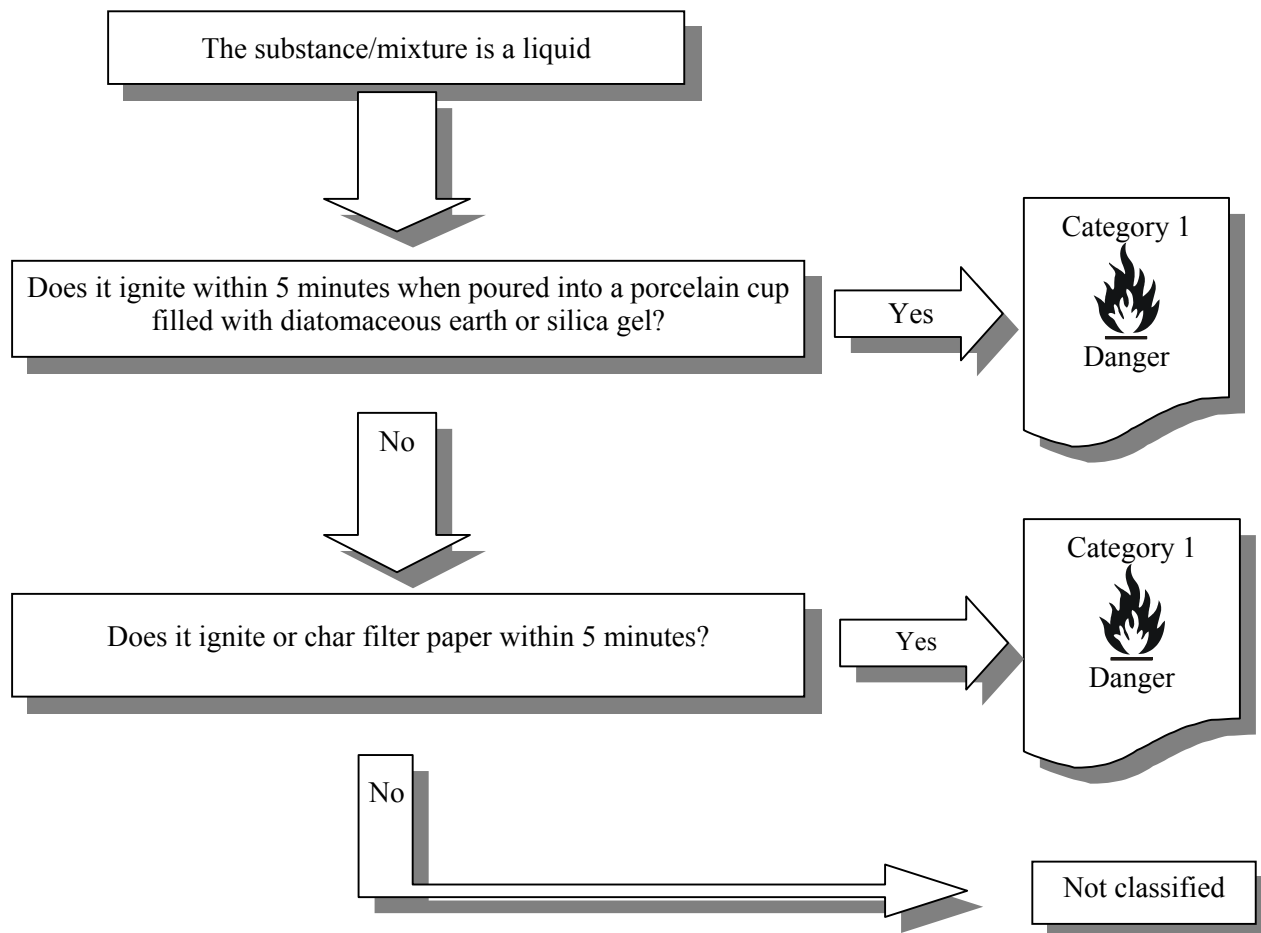 The substance/mixture is a liquid
Does it ignite within 5 minutes when poured into a porcelain cup
filled with diatomaceous earth or silica gel?
Yes
Category 1
Danger
No
Does it ignite or char filter paper within 5 minutes?
Yes
Category 1
Danger
No
Not classified